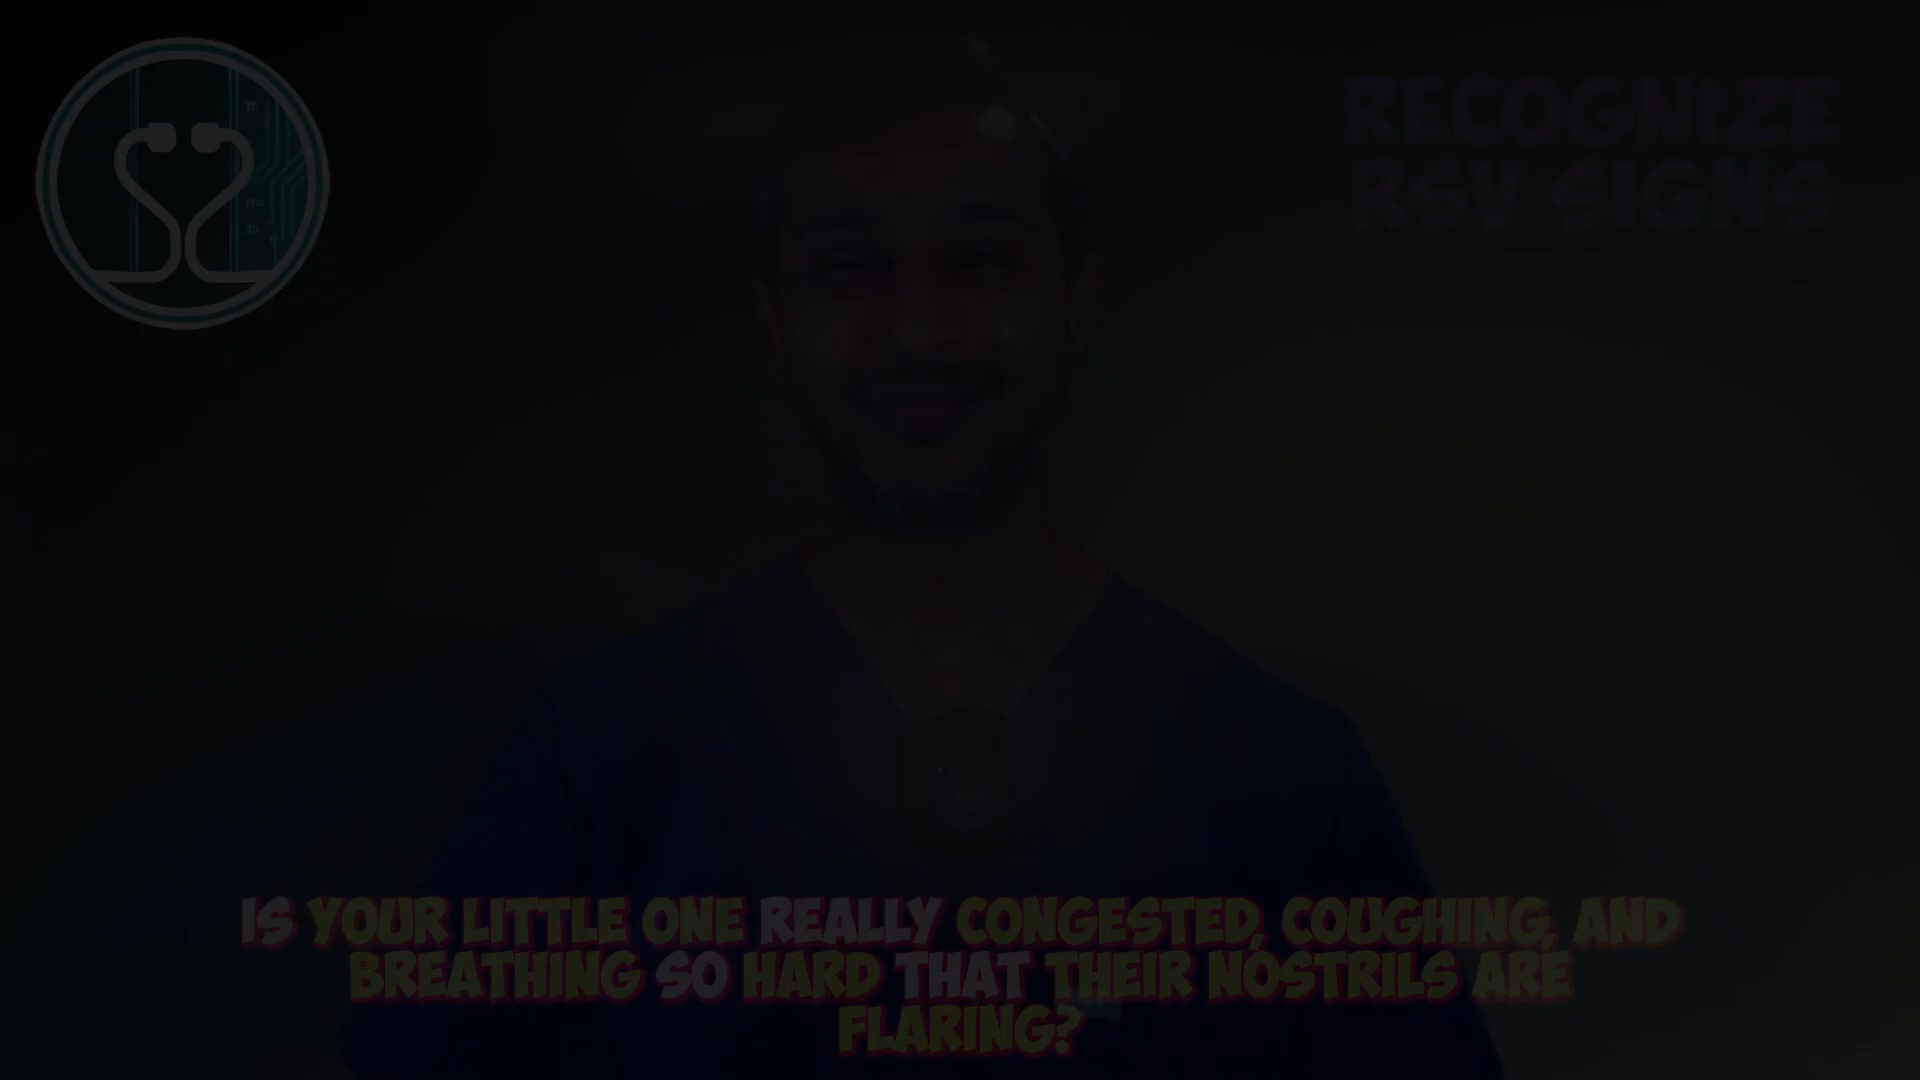 RECOGNIZE
RSV SIGNS
IS YOUR LITTLE ONE REALLY CONGESTED, COUGHING, AND
BREATHING SO HARD THAT THEIR NOSTRILS ARE
FLARING?